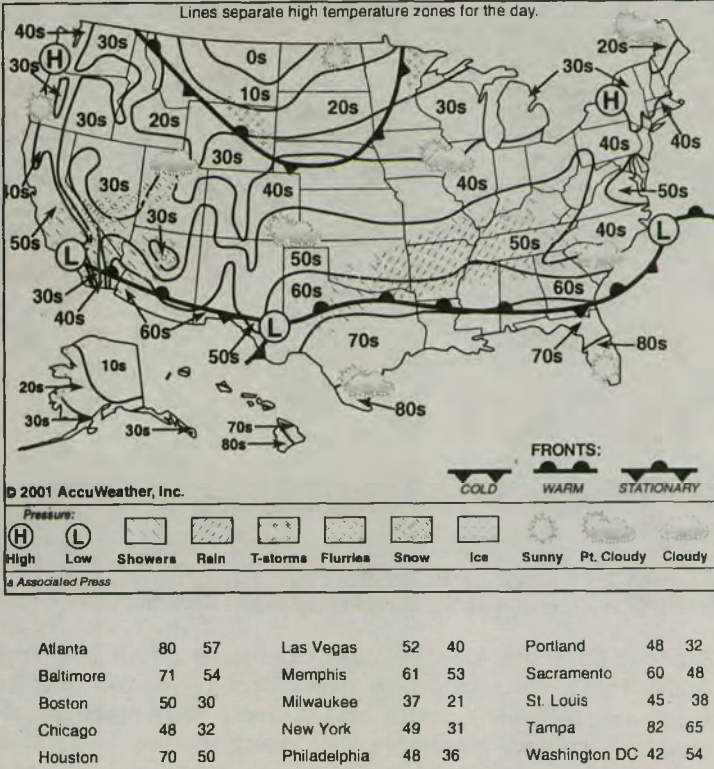 Lines separate high temperature zones for the day.
40s
30s
20s
0s
30s
H
30s
10s
20s
30s
H
30s
20s
30s
40s
40s
30s
30s
40s
40s
50s
30s
40s
50s
50s
L
50s
L
30s
60s
60s
40s
60s
L
50s
70s
70s
80s
10s
20s
30s
30s
70s
80s
80s
FRONTS:
COLD WARM STATIONARY
© 2001 AccuWeather, Inc.
Pressure:
H L
High Low Showers Rain T-storms Flurries Snow Ice Sunny Pt. Cloudy Cloudy
a Associated Press
Atlanta 80 57 Las Vegas 52 40 Portland 48 32
Baltimore 71 54 Memphis 61 53 Sacramento 60 48
Boston 50 30 Milwaukee 37 21 St. Louis 45 38
Chicago 48 32 New York 49 31 Tampa 82 65
Houston 70 50 Philadelphia 48 36 Washington DC 42 54